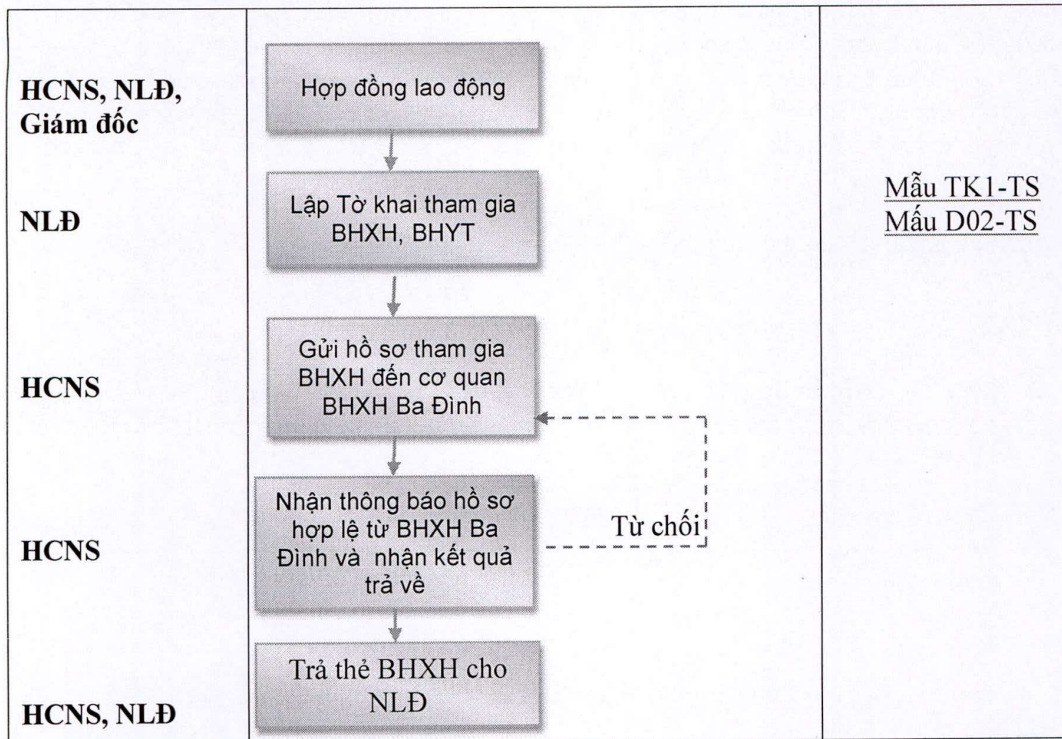 HCNS, NLĐ,
Giám đốc
Hợp đồng lao động
NLĐ
Lập Tờ khai tham gia
BHXH, BHYT
Mẫu TK1-TS
Mấu D02-TS
HCNS
Gửi hồ sơ tham gia
BHXH đến cơ quan
BHXH Ba Đình
HCNS
Nhận thông báo hồ sơ
hợp lệ từ BHXH Ba
Đình và nhận kết quả
trả về
Từ chối
HCNS, NLĐ
Trả thẻ BHXH cho
NLĐ